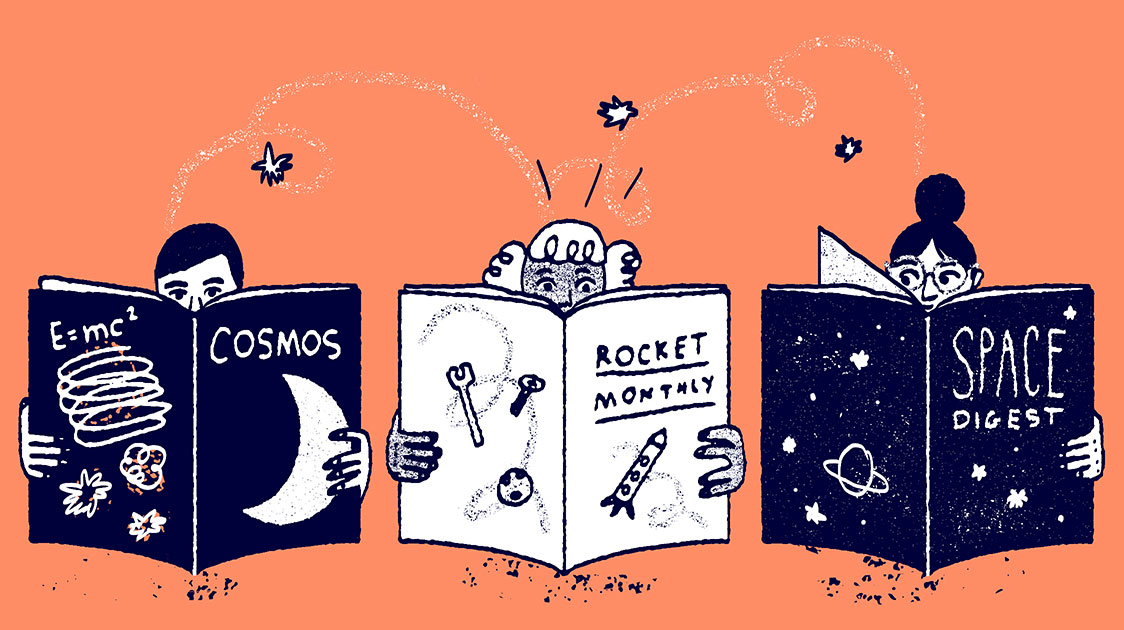 E=mc²
COSMOS
ROCKET
MONTHLY
SPACE
DIGEST